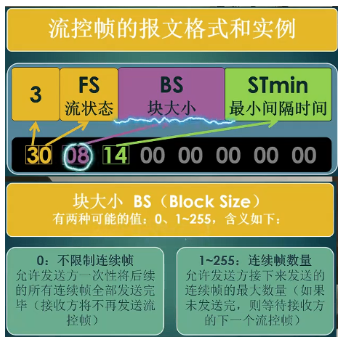 流控帧的报文格式和实例
3 FS BS STmin
流状态 块大小 最小间隔时间
30 08 14 00 00 00 00 00
块大小 BS（Block Size）
有两种可能的值：0、1~255，含义如下：
0：不限制连续帧
允许发送方一次性将后续
的所有连续帧全部发送完
毕（接收方将不再发送流
控帧）
1~255：连续帧数量
允许发送方接下来发送的
连续帧的最大数量（如果
未发送完，则等待接收方
的下一个流控帧）